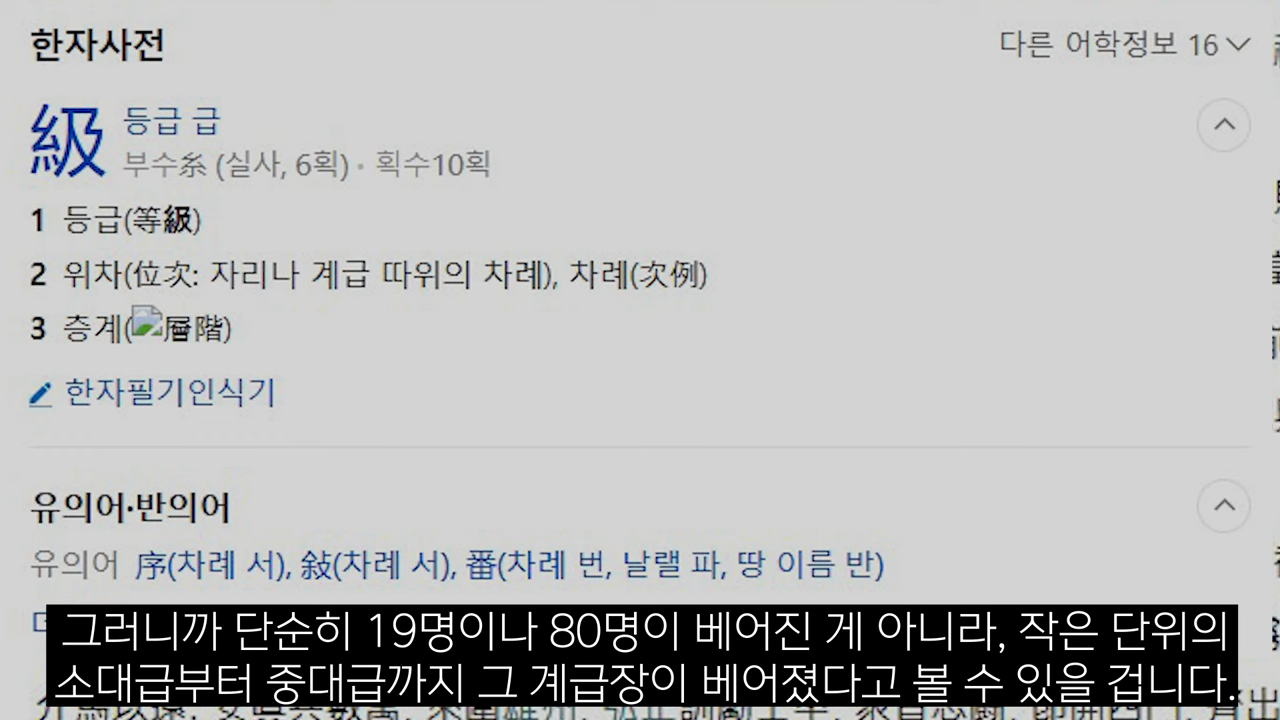 한자사전
다른 어학정보 16
級 등급 급
부수糸 (실사, 6획) · 획수10획
1 등급(等級)
2 위차(位次: 자리나 계급 따위의 차례), 차례(次例)
3 층계(層階)
한자필기인식기
유의어·반의어
유의어 序(차례 서), 敍(차례 서), 番(차례 번, 날랠 파, 땅 이름 반)
그러니까 단순히 19명이나 80명이 베어진 게 아니라, 작은 단위의
소대급부터 중대급까지 그 계급장이 베어졌다고 볼 수 있을 겁니다.